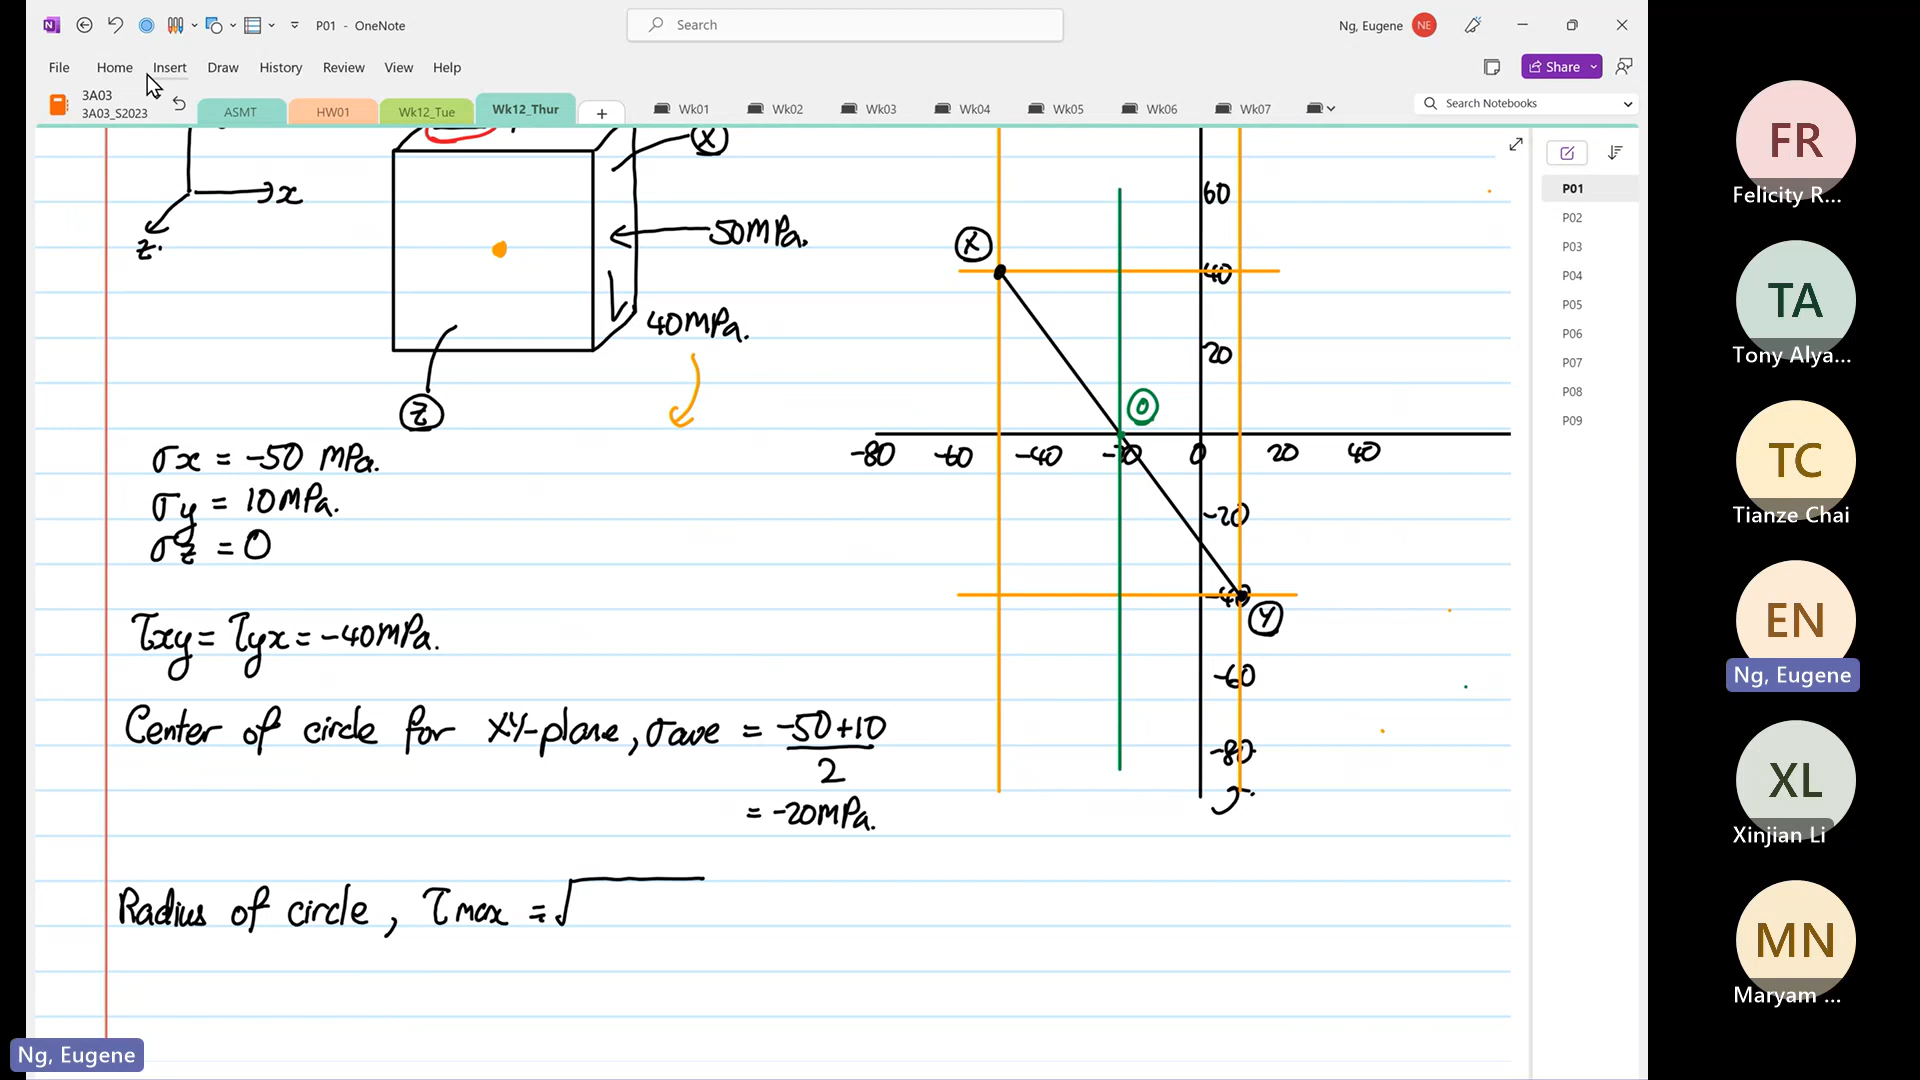 P01 - OneNote
Search
Ng, Eugene
NE
File Home Insert Draw History Review View Help
Share
3A03
3A03_S2023
ASMT HW01 Wk12_Tue Wk12_Thur + Wk01 Wk02 Wk03 Wk04 Wk05 Wk06 Wk07
Search Notebooks
P01
P02
P03
P04
P05
P06
P07
P08
P09
x
z
X
50MPa.
40MPa.
Z
σx = -50 MPa.
σy = 10MPa.
σz = 0
τxy = τyx = -40MPa.
Center of circle for XY-plane, σave = -50+10
2
= -20MPa.
Radius of circle, τmax = √
60
X
40
20
O
-80 -60 -40 -20 0 20 40
-20
-40
Y
-60
-80
FR
Felicity R...
TA
Tony Alya...
TC
Tianze Chai
EN
Ng, Eugene
XL
Xinjian Li
MN
Maryam ...
Ng, Eugene